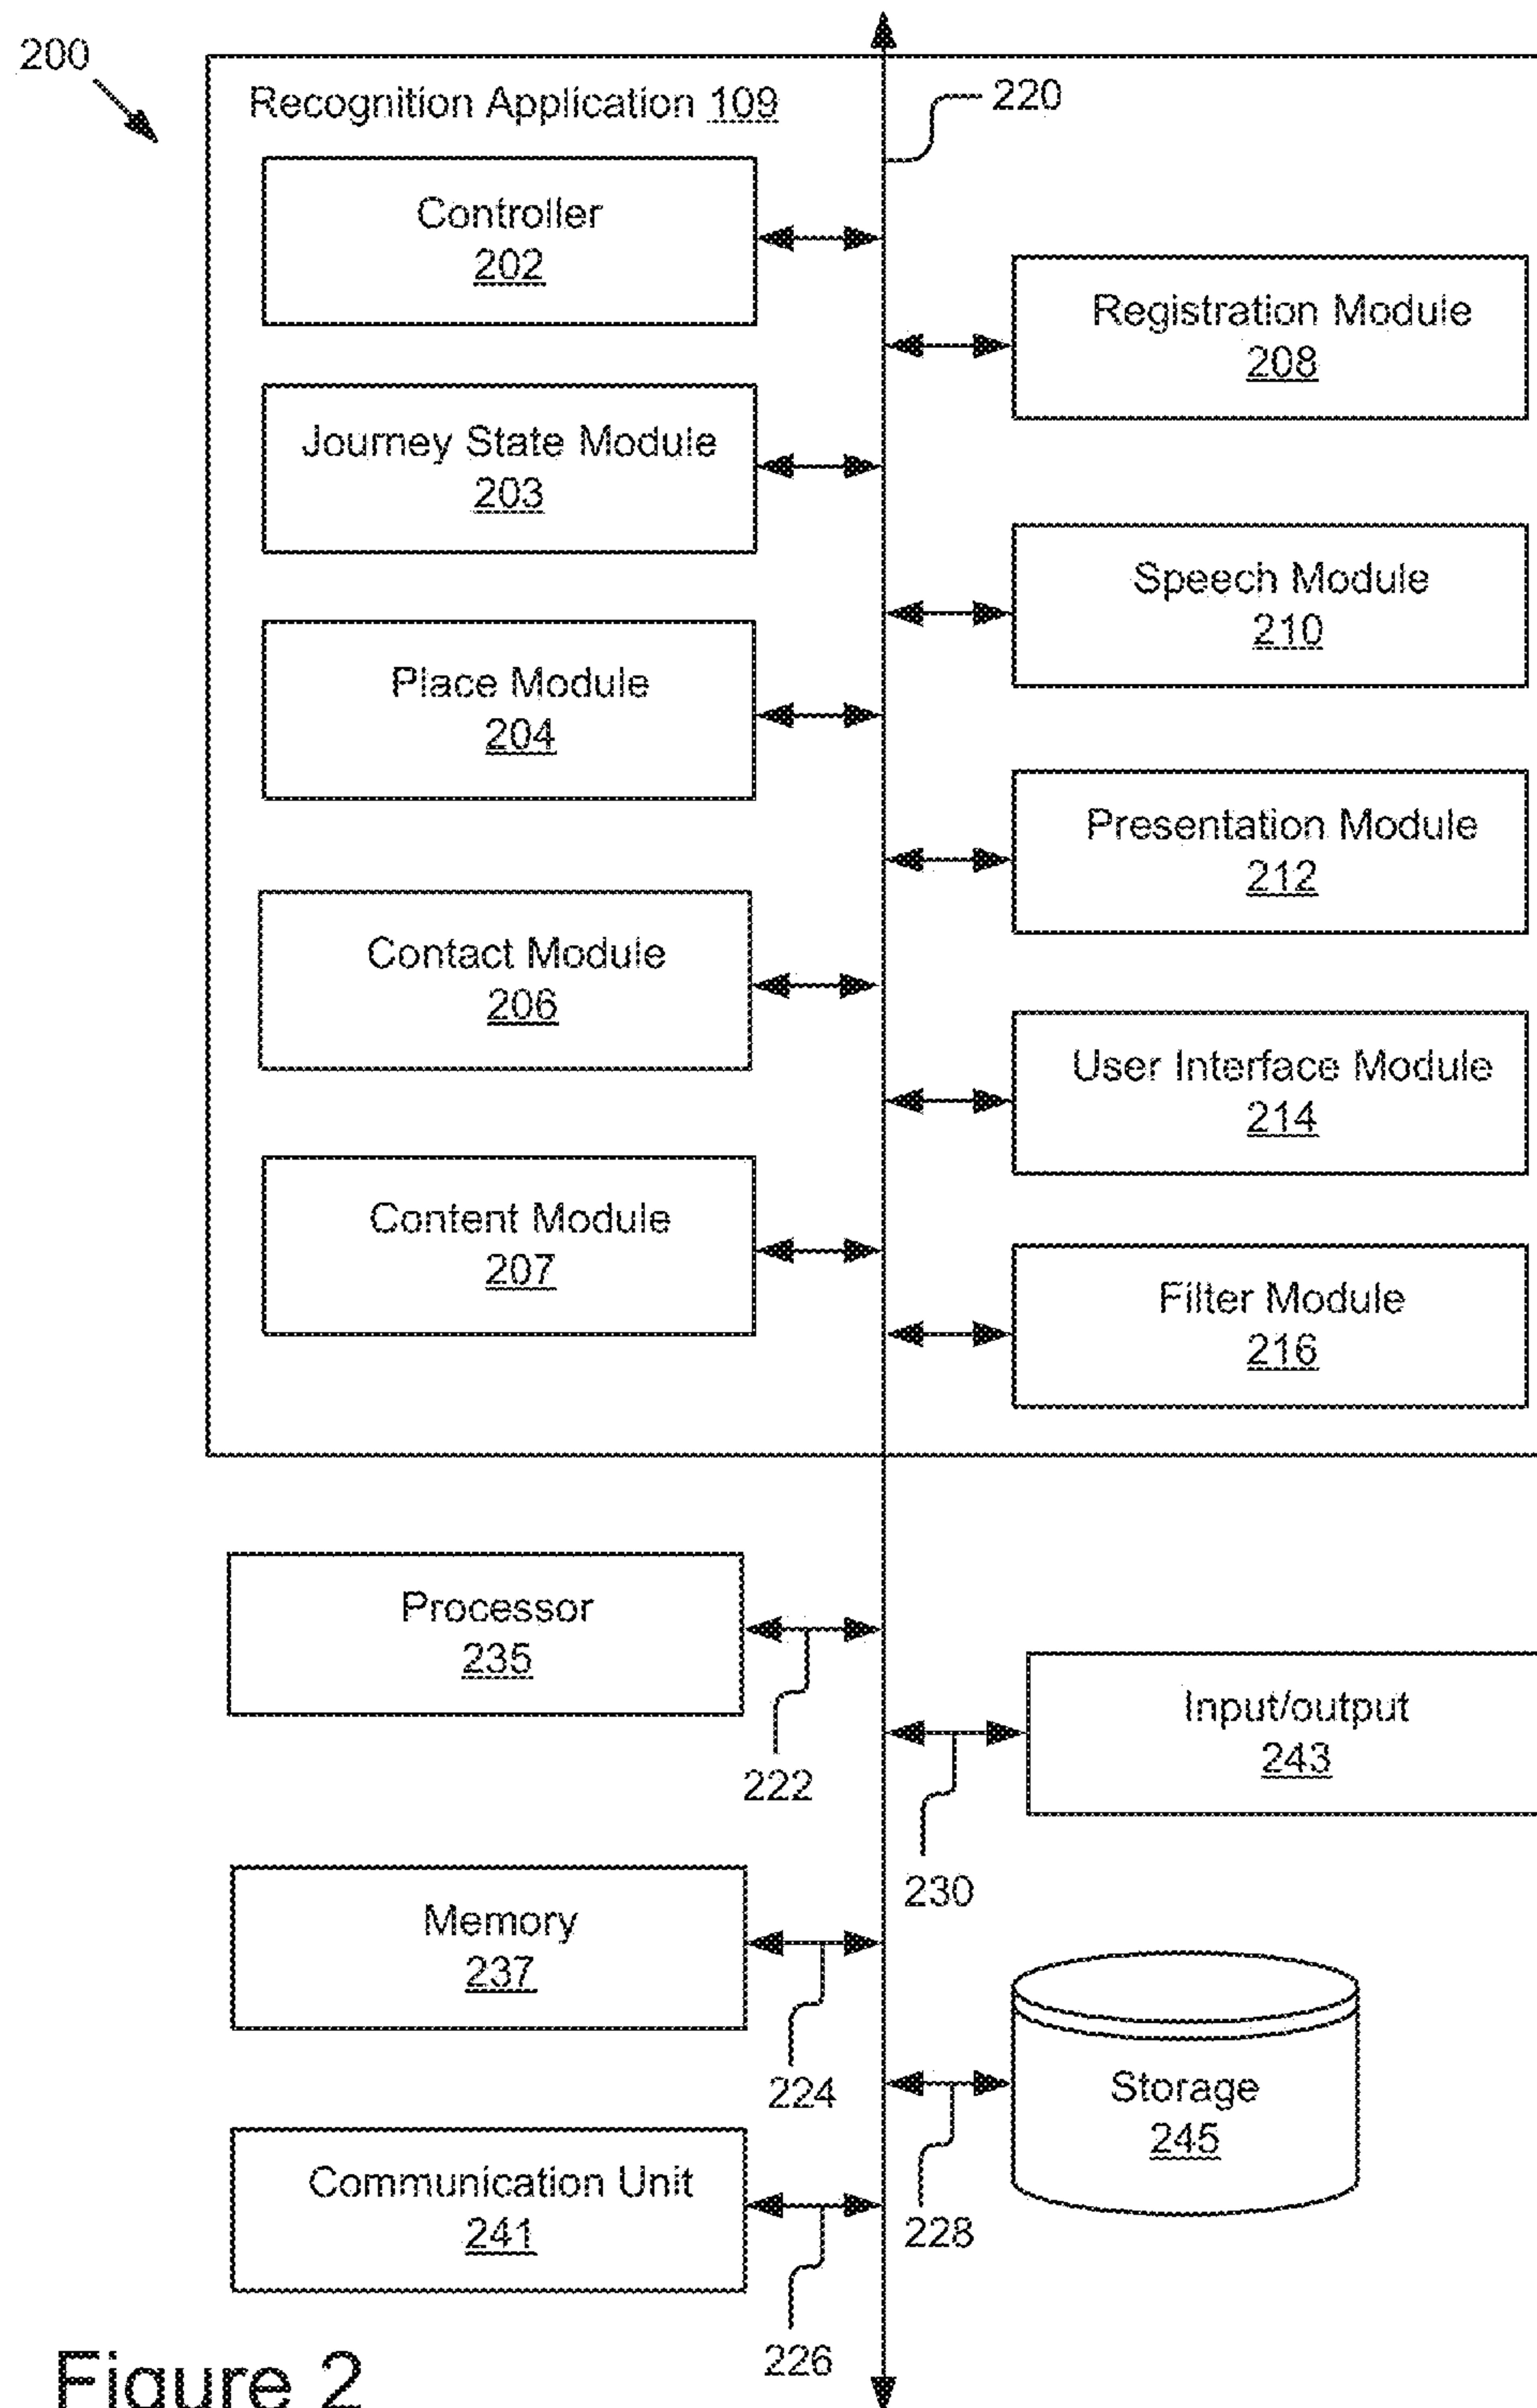 200
Recognition Application 109
220
Controller
202
Registration Module
208
Journey State Module
203
Speech Module
210
Place Module
204
Presentation Module
212
Contact Module
206
User Interface Module
214
Content Module
207
Filter Module
216
Processor
235
222
Input/output
243
230
Memory
237
224
Storage
245
228
Communication Unit
241
226
Figure 2